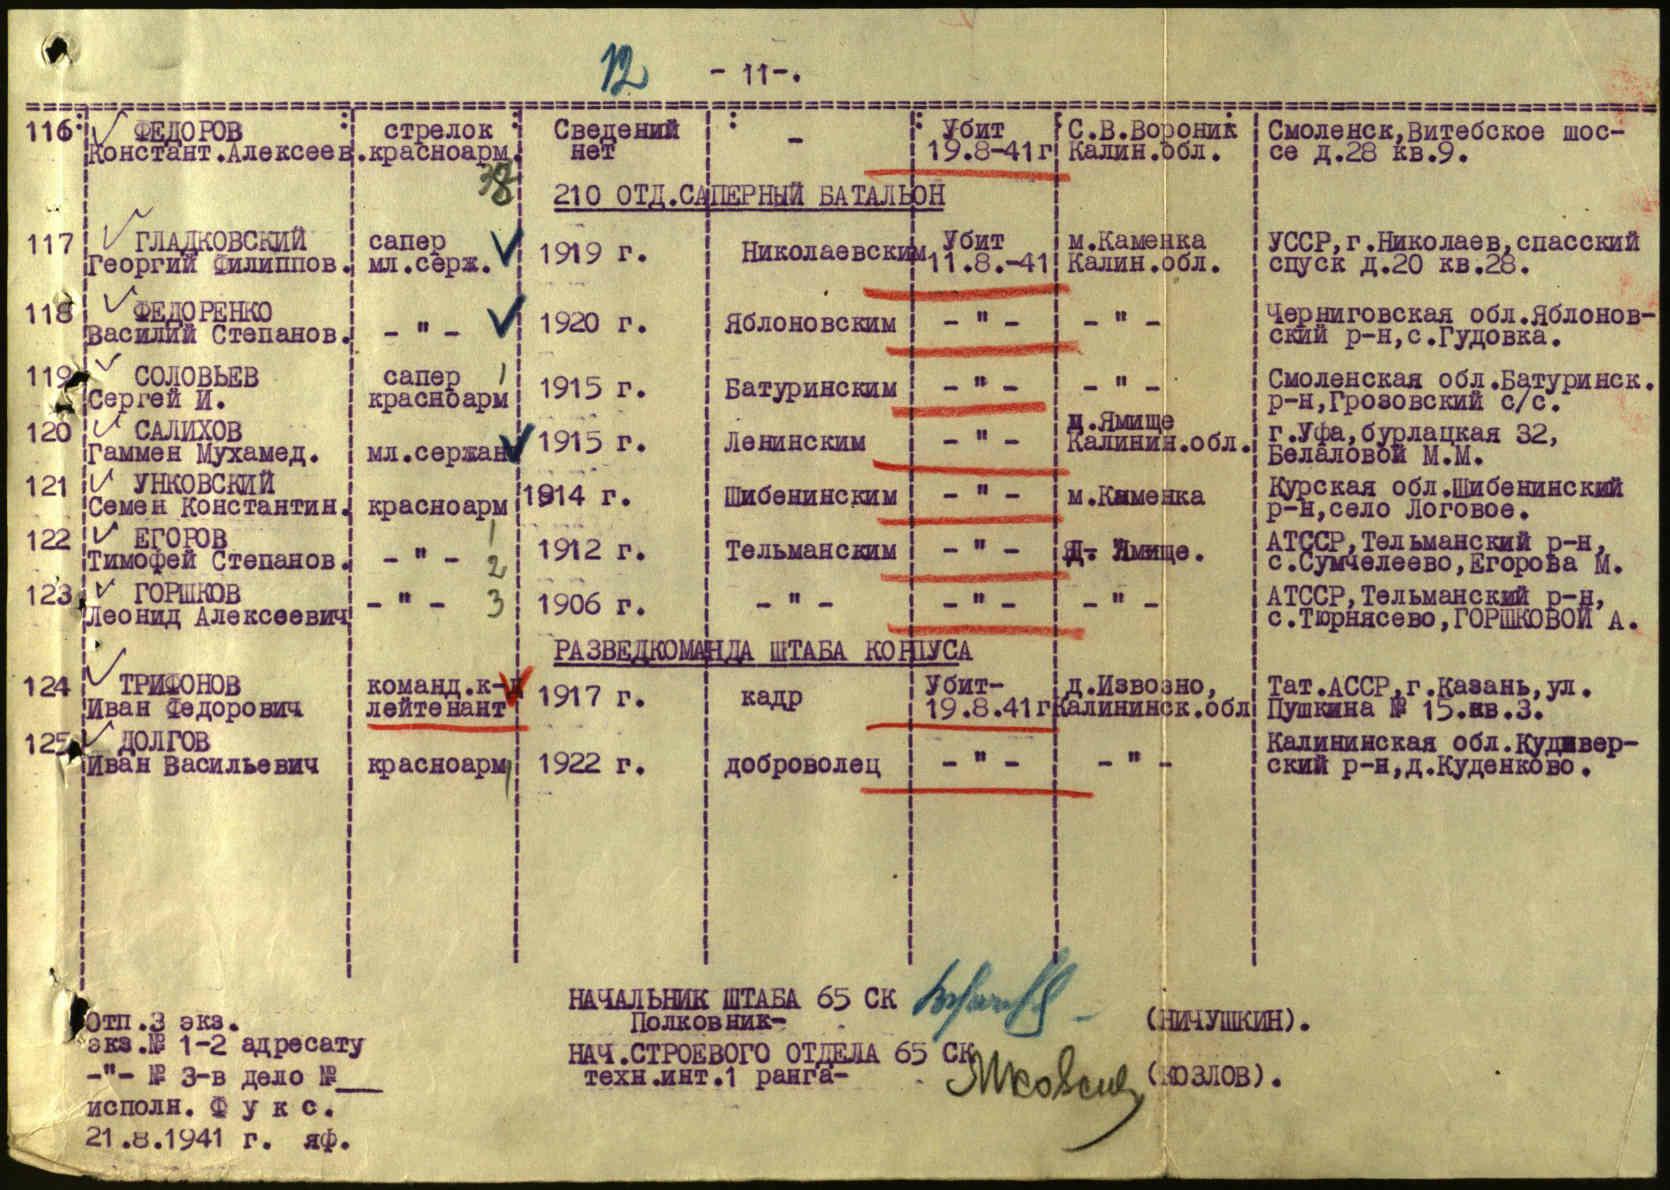 12 - 11-.
116 ФЕДОРОВ стрелок Сведений - Убит С.В.Вороник Смоленск,Витебское шос-
Констант.Алексеев. красноарм. нет 19.8-41г Калин.обл. се д.28 кв.9.
38
210 ОТД.САПЕРНЫЙ БАТАЛЬОН
117 ГЛАДКОВСКИЙ сапер 1919 г. Николаевским Убит м.Каменка УССР,г.Николаев,спасский
Георгий Филиппов. мл.серж. 11.8.-41 Калин.обл. спуск д.20 кв.28.
118 ФЕДОРЕНКО - " - 1920 г. Яблоновским - " - - " - Черниговская обл.Яблонов-
Василий Степанов. ский р-н,с.Гудовка.
119 СОЛОВЬЕВ сапер 1 1915 г. Батуринским - " - - " - Смоленская обл.Батуринск.
Сергей И. красноарм р-н,Грозовский с/с.
120 САЛИХОВ мл.сержан 1915 г. Ленинским - " - д.Ямище г.Уфа,бурлацкая 32,
Гаммен Мухамед. Калинин.обл. Белаловой М.М.
121 УНКОВСКИЙ красноарм 1914 г. Шибенинским - " - м.Каменка Курская обл.Шибенинский
Семен Константин. р-н,село Логовое.
122 ЕГОРОВ - " - 1 1912 г. Тельманским - " - Д. Ямище. АТССР,Тельманский р-н,
Тимофей Степанов. 2 с.Сумчелеево,Егорова М.
123 ГОРШКОВ - " - 3 1906 г. - " - - " - - " - АТССР,Тельманский р-н,
Леонид Алексеевич с.Тюрнясево,ГОРШКОВОЙ А.
РАЗВЕДКОМАНДА ШТАБА КОРПУСА
124 ТРИФОНОВ команд.к-д 1917 г. кадр Убит- д.Извозно, Тат.АССР,г.Казань,ул.
Иван Федорович лейтенант 19.8.41г Калининск.обл Пушкина № 15.кв.3.
125 ДОЛГОВ красноарм 1 1922 г. доброволец - " - - " - Калининская обл.Кудивер-
Иван Васильевич ский р-н,д.Куденково.
НАЧАЛЬНИК ШТАБА 65 СК
Полковник- (НИЧУШКИН).
НАЧ.СТРОЕВОГО ОТДЕЛА 65 СК
техн.инт.1 ранга- (КОЗЛОВ).
Отп.3 экз.
экз.№ 1-2 адресату
-"- № 3-в дело №___
исполн. Ф у к с.
21.8.1941 г. яф.